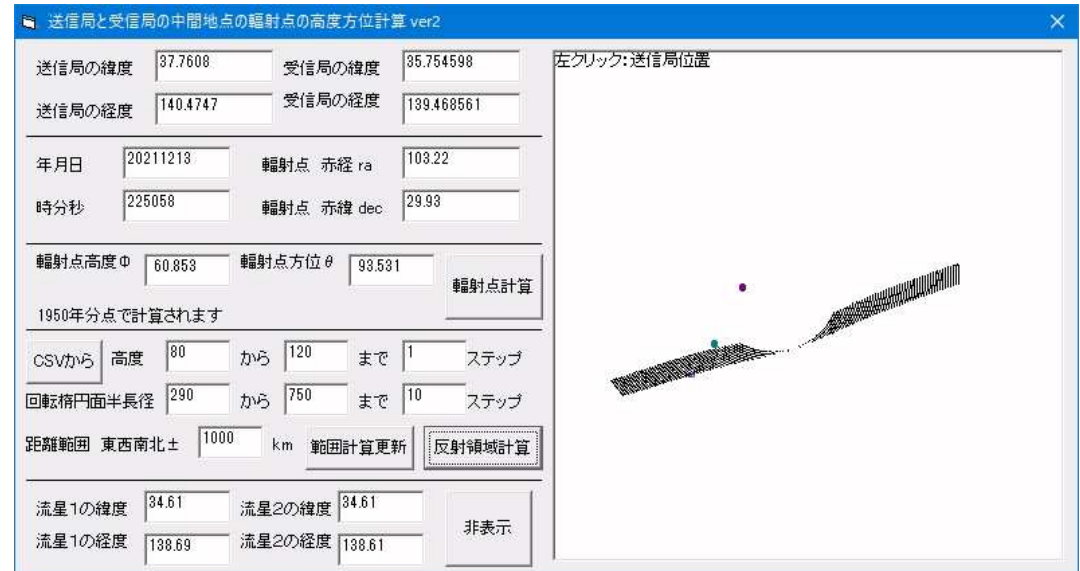 送信局と受信局の中間地点の輻射点の高度方位計算 ver2
送信局の緯度 37.7608 受信局の緯度 35.754598
送信局の経度 140.4747 受信局の経度 139.468561
年月日 20211213 輻射点 赤経 ra 103.22
時分秒 225058 輻射点 赤緯 dec 29.93
輻射点高度Φ 60.853 輻射点方位θ 93.531 輻射点計算
1950年分点で計算されます
CSVから 高度 80 から 120 まで 1 ステップ
回転楕円面半長径 290 から 750 まで 10 ステップ
距離範囲 東西南北± 1000 km 範囲計算更新 反射領域計算
流星1の緯度 34.61 流星2の緯度 34.61
流星1の経度 138.69 流星2の経度 138.61 非表示
左クリック:送信局位置